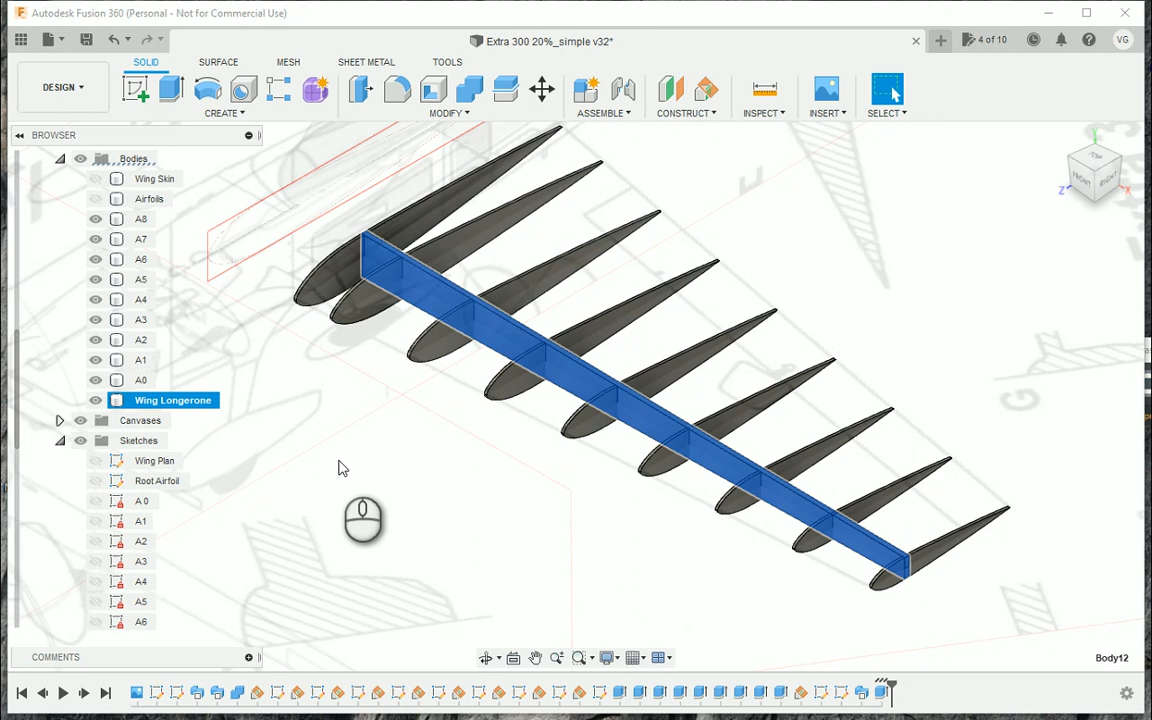 Autodesk Fusion 360 (Personal - Not for Commercial Use)
Extra 300 20%_simple v32*
4 of 10
VG
DESIGN
SOLID
SURFACE
MESH
SHEET METAL
TOOLS
CREATE
MODIFY
ASSEMBLE
CONSTRUCT
INSPECT
INSERT
SELECT
BROWSER
Bodies
Wing Skin
Airfoils
A8
A7
A6
A5
A4
A3
A2
A1
A0
Wing Longerone
Canvases
Sketches
Wing Plan
Root Airfoil
A 0
A1
A2
A3
A4
A5
A6
TOP
FRONT
RIGHT
Y
Z
X
H
G
COMMENTS
Body12